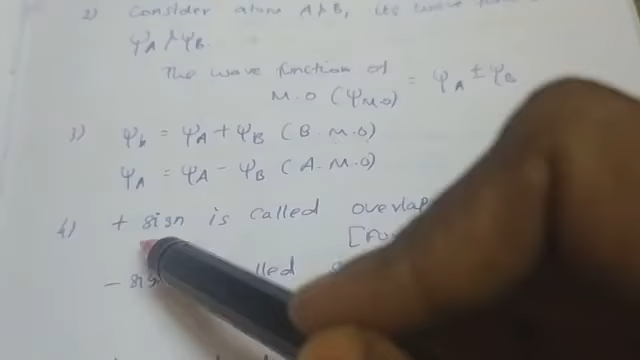 2) Consider atom A & B, its wave
ψA & ψB.
The wave function of
M.O (ψM.O) = ψA ± ψB
3) ψb = ψA + ψB (B.M.O)
ψA = ψA - ψB (A.M.O)
4) + sign is called overlap
- sign lled